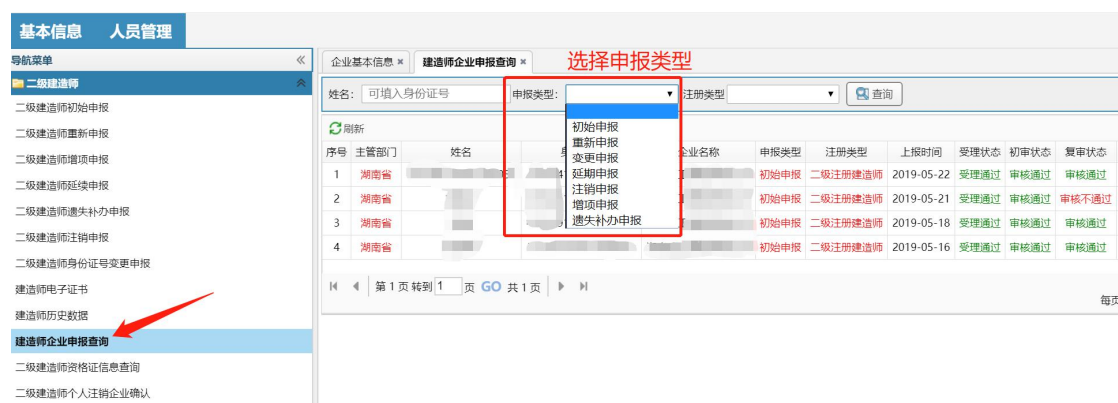 基本信息 人员管理
导航菜单
二级建造师
二级建造师初始申报
二级建造师重新申报
二级建造师增项申报
二级建造师延续申报
二级建造师遗失补办申报
二级建造师注销申报
二级建造师身份证号变更申报
建造师电子证书
建造师历史数据
建造师企业申报查询
二级建造师资格证信息查询
二级建造师个人注销企业确认
企业基本信息 × 建造师企业申报查询 ×
选择申报类型
姓名: 可填入身份证号 申报类型: 注册类型 查询
初始申报
重新申报
变更申报
延期申报
注销申报
增项申报
遗失补办申报
刷新
序号 主管部门 姓名 企业名称 申报类型 注册类型 上报时间 受理状态 初审状态 复审状态
1 湖南省 初始申报 二级注册建造师 2019-05-22 受理通过 审核通过 审核通过
2 湖南省 初始申报 二级注册建造师 2019-05-21 受理通过 审核通过 审核不通过
3 湖南省 初始申报 二级注册建造师 2019-05-18 受理通过 审核通过 审核通过
4 湖南省 初始申报 二级注册建造师 2019-05-16 受理通过 审核通过 审核通过
第 1 页 转到 1 页 GO 共 1 页
每页